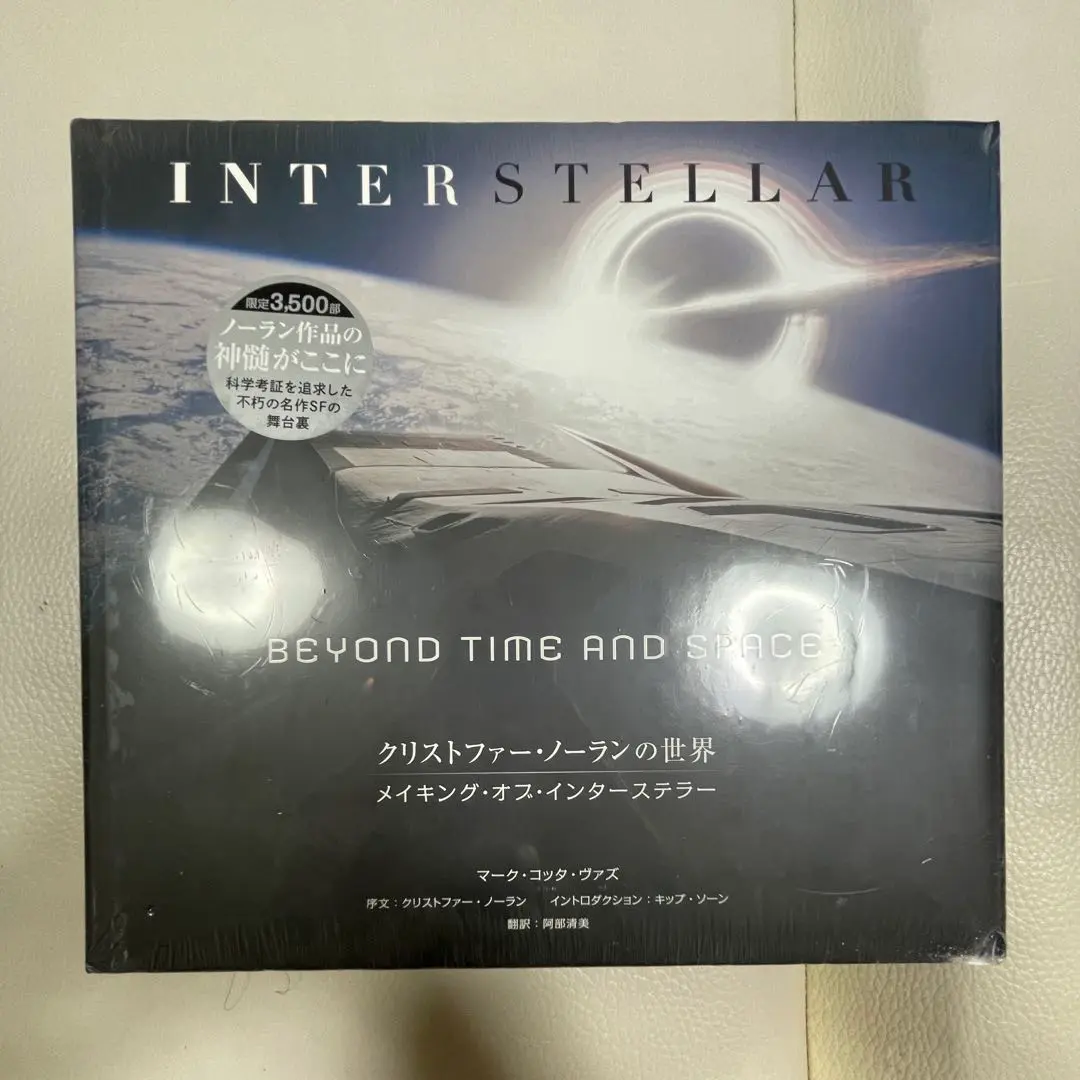 INTERSTELLAR
限定3,500部
ノーラン作品の
神髄がここに
科学考証を追求した
不朽の名作SFの
舞台裏
BEYOND TIME AND SPACE
クリストファー・ノーランの世界
メイキング・オブ・インターステラー
マーク・コッタ・ヴァズ
序文：クリストファー・ノーラン　イントロダクション：キップ・ソーン
翻訳：阿部清美